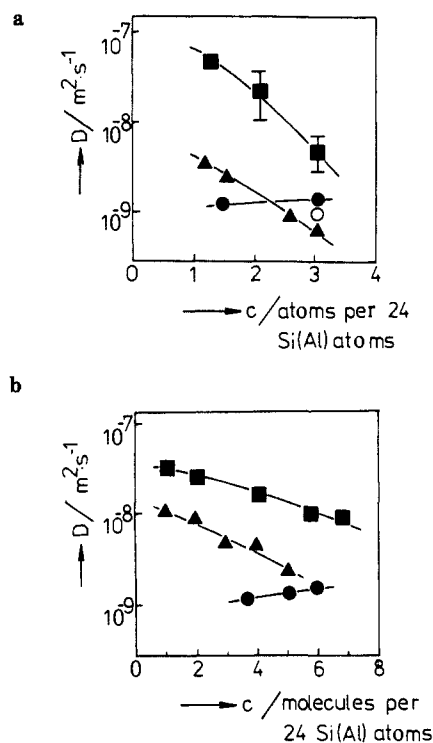 a
10⁻⁷
10⁻⁸
10⁻⁹
D / m²·s⁻¹
0 1 2 3 4
c / atoms per 24
Si(Al) atoms
b
10⁻⁷
10⁻⁸
10⁻⁹
D / m²·s⁻¹
0 2 4 6 8
c / molecules per
24 Si(Al) atoms